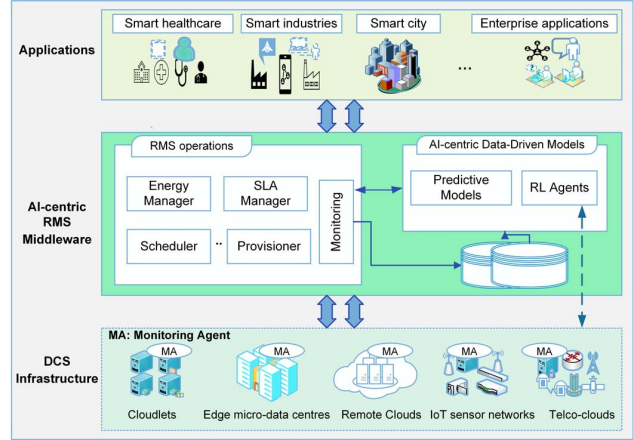 Applications
Smart healthcare
Smart industries
Smart city
Enterprise applications
...
AI-centric
RMS
Middleware
RMS operations
Energy
Manager
SLA
Manager
Scheduler
..
Provisioner
Monitoring
AI-centric Data-Driven Models
Predictive
Models
RL Agents
DCS
Infrastructure
MA: Monitoring Agent
MA
MA
MA
MA
MA
Cloudlets
Edge micro-data centres
Remote Clouds
IoT sensor networks
Telco-clouds